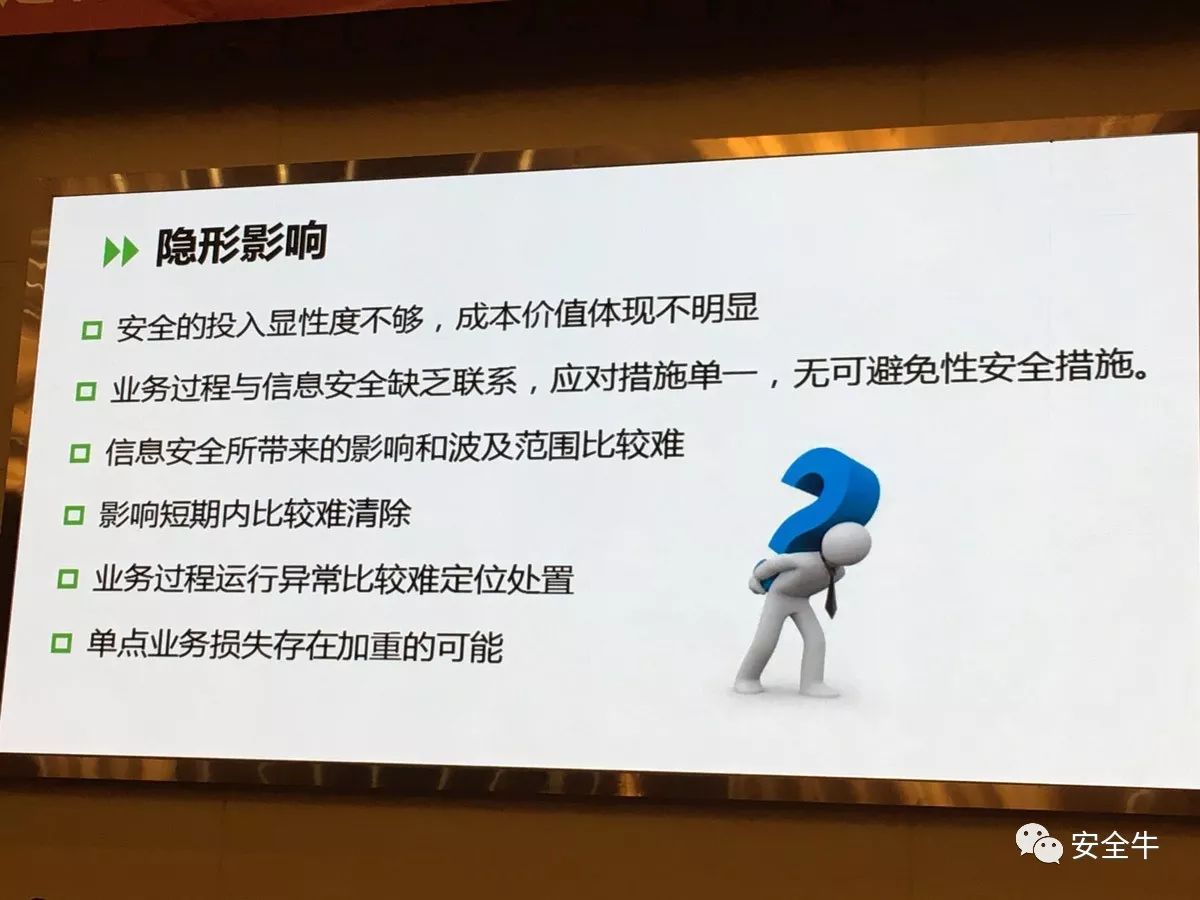 隐形影响
安全的投入显性度不够，成本价值体现不明显
业务过程与信息安全缺乏联系，应对措施单一，无可避免性安全措施。
信息安全所带来的影响和波及范围比较难
影响短期内比较难清除
业务过程运行异常比较难定位处置
单点业务损失存在加重的可能
安全牛